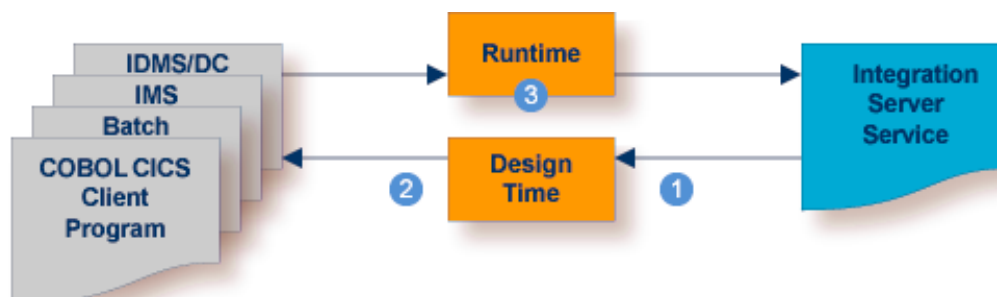 IDMS/DC
IMS
Batch
COBOL CICS
Client
Program
Runtime
3
Design
Time
2
1
Integration
Server
Service